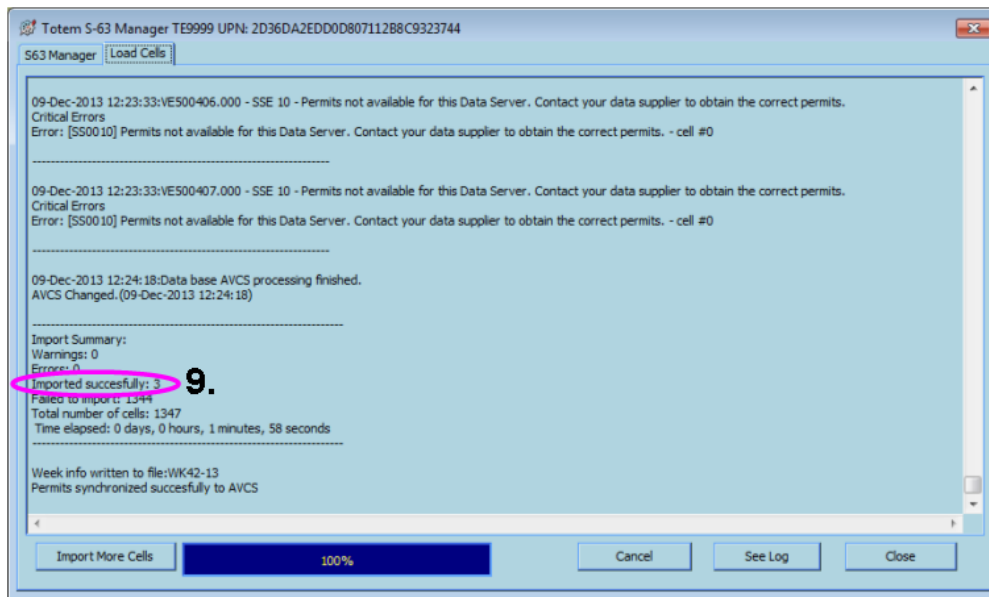 Totem S-63 Manager TE9999 UPN: 2D36DA2EDD0D807112B8C9323744
S63 Manager Load Cells
09-Dec-2013 12:23:33:VE500406.000 - SSE 10 - Permits not available for this Data Server. Contact your data supplier to obtain the correct permits.
Critical Errors
Error: [SS0010] Permits not available for this Data Server. Contact your data supplier to obtain the correct permits. - cell #0
------------------------------------------------------------------
09-Dec-2013 12:23:33:VE500407.000 - SSE 10 - Permits not available for this Data Server. Contact your data supplier to obtain the correct permits.
Critical Errors
Error: [SS0010] Permits not available for this Data Server. Contact your data supplier to obtain the correct permits. - cell #0
------------------------------------------------------------------
09-Dec-2013 12:24:18:Data base AVCS processing finished.
AVCS Changed.(09-Dec-2013 12:24:18)
---------------------------------------------------------------------
Import Summary:
Warnings: 0
Errors: 0
Imported succesfully: 3 9.
Failed to import: 1344
Total number of cells: 1347
Time elapsed: 0 days, 0 hours, 1 minutes, 58 seconds
---------------------------------------------------------------------
Week info written to file:WK42-13
Permits synchronized succesfully to AVCS
Import More Cells 100% Cancel See Log Close